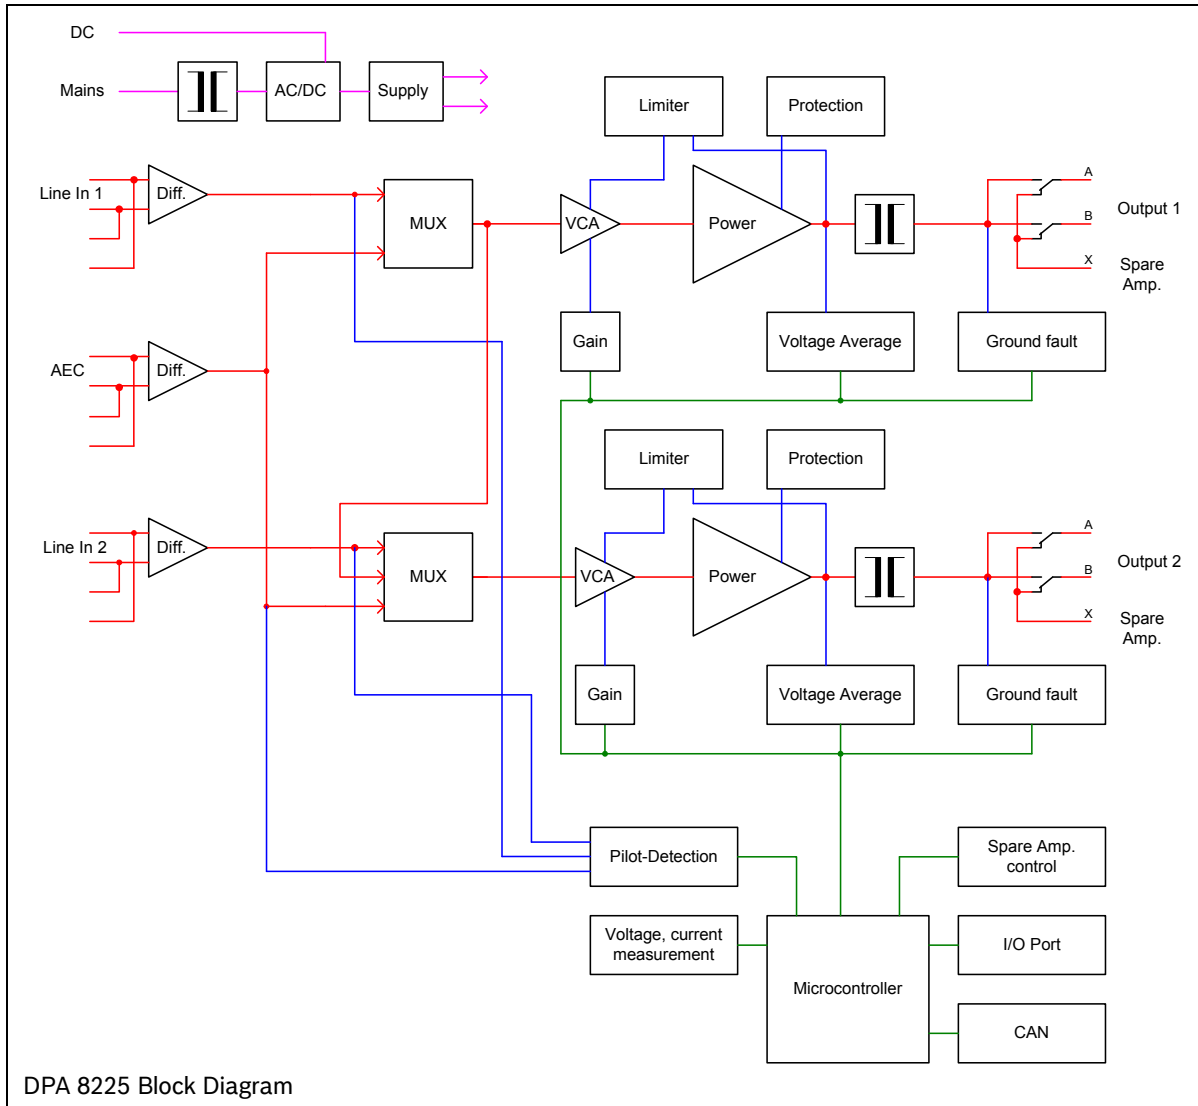 DC
Mains
AC/DC
Supply
Limiter
Protection
Line In 1
Diff.
MUX
VCA
Power
A
B
X
Output 1
Spare
Amp.
Gain
Voltage Average
Ground fault
AEC
Diff.
Limiter
Protection
Line In 2
Diff.
MUX
VCA
Power
A
B
X
Output 2
Spare
Amp.
Gain
Voltage Average
Ground fault
Pilot-Detection
Spare Amp.
control
Voltage, current
measurement
I/O Port
Microcontroller
CAN
DPA 8225 Block Diagram